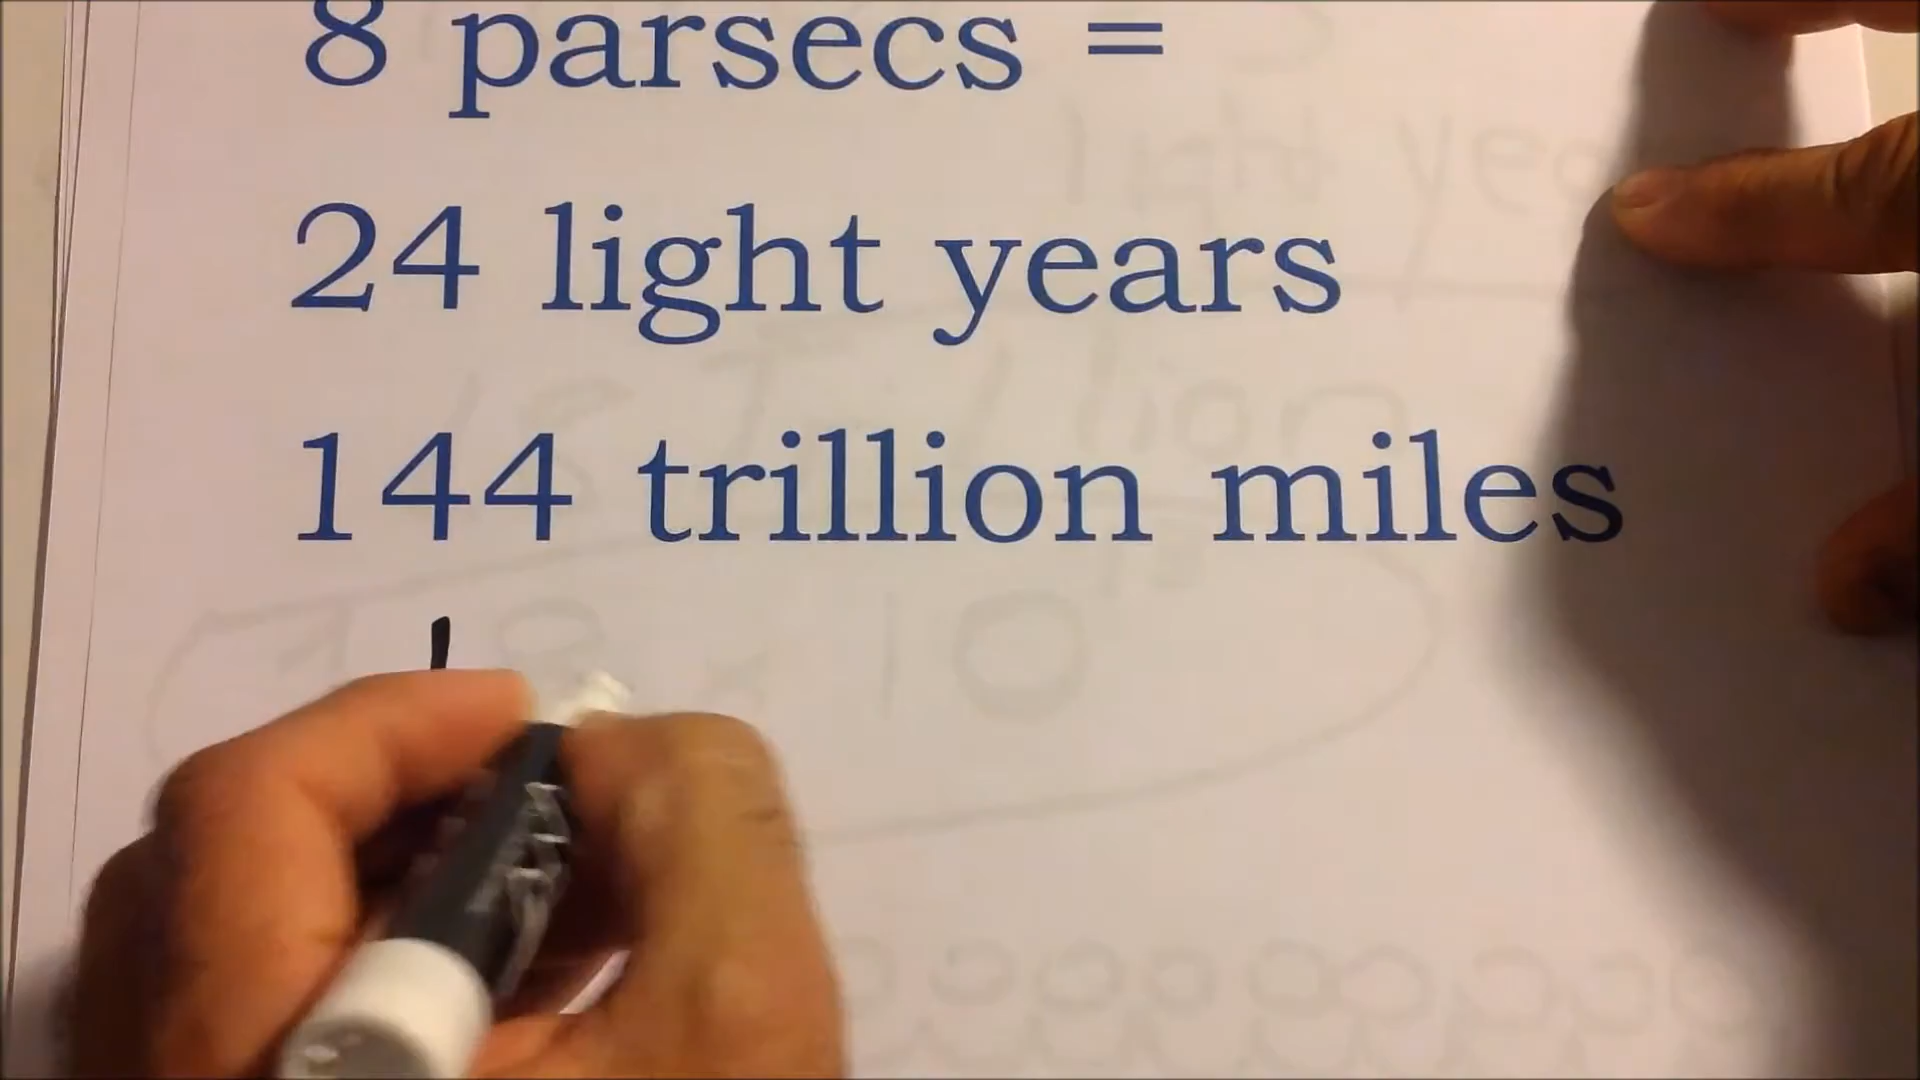 8 parsecs =
24 light years
144 trillion miles